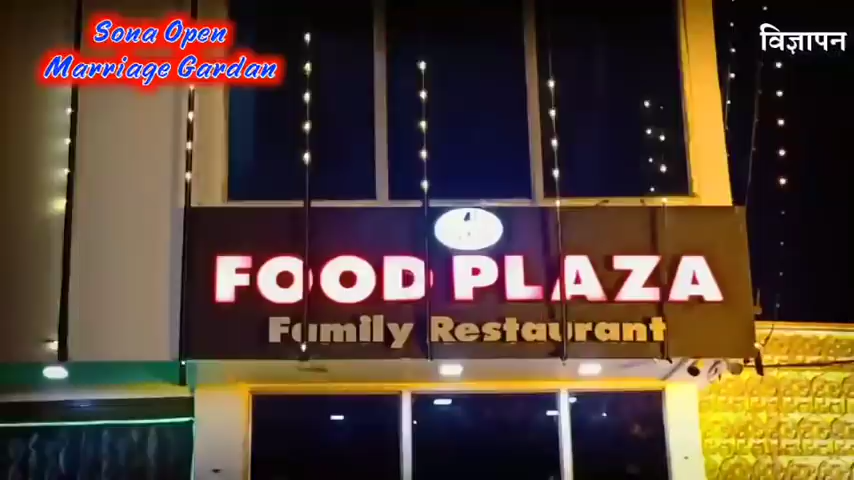 Sona Open
Marriage Gardan
विज्ञापन
FOOD PLAZA
Family Restaurant